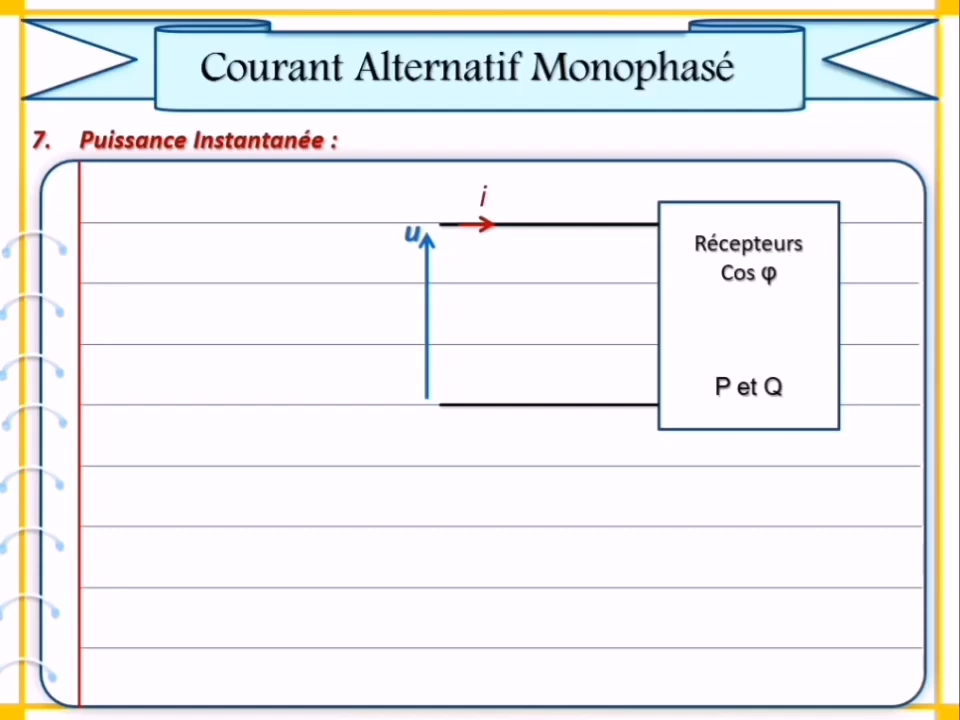 Courant Alternatif Monophasé
7. Puissance Instantanée :
i
u
Récepteurs
Cos φ
P et Q